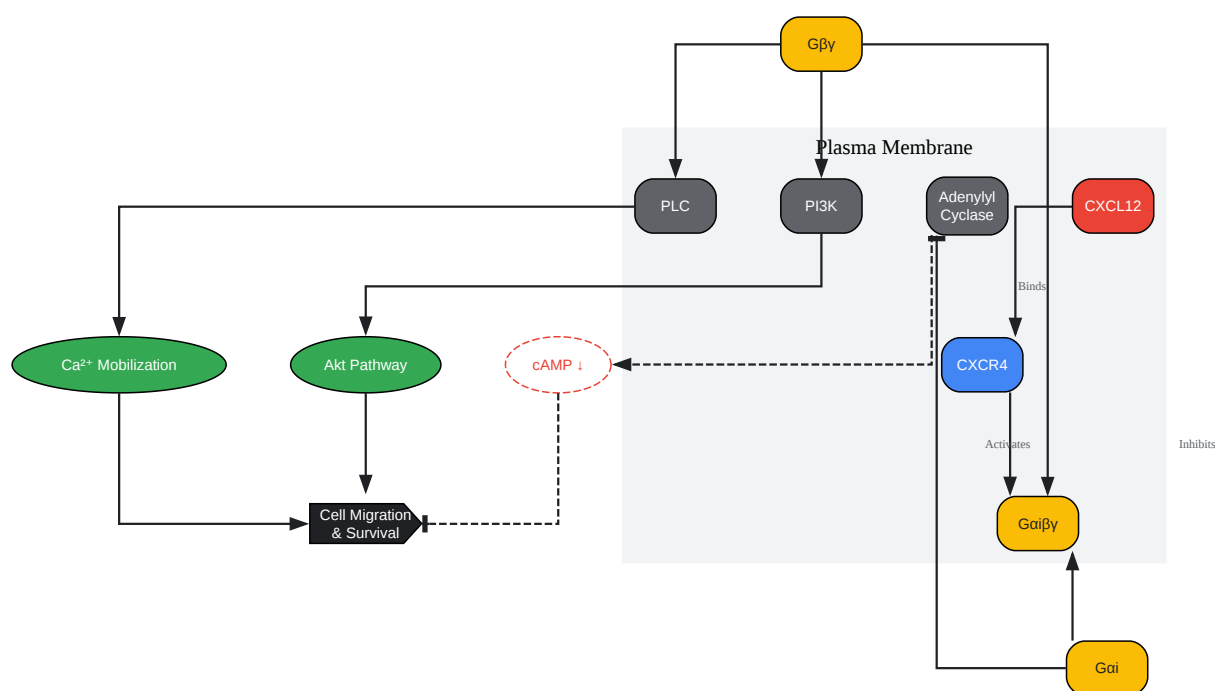 Gβγ
Plasma Membrane
PLC
PI3K
Adenylyl
Cyclase
CXCL12
Binds
Ca²⁺ Mobilization
Akt Pathway
cAMP ↓
CXCR4
Activates
Inhibits
Cell Migration
& Survival
Gαiβγ
Gαi